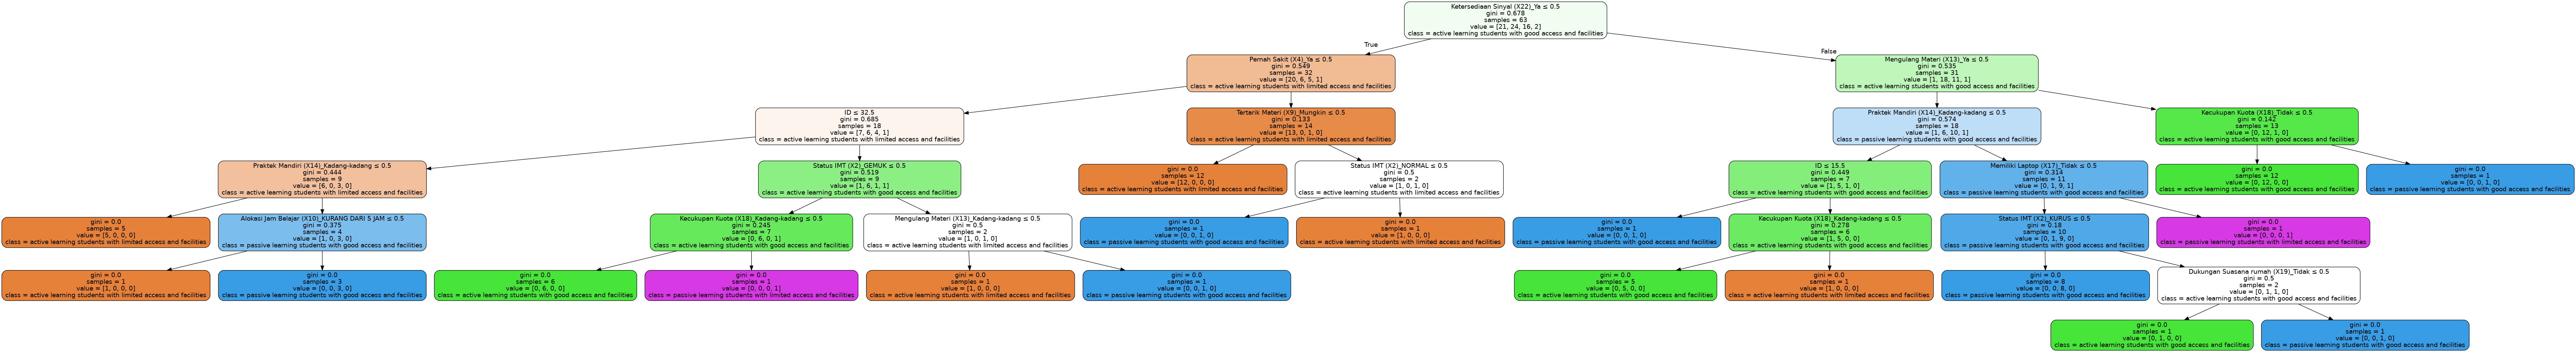 Ketersediaan Sinyal (X22)_Ya ≤ 0.5
gini = 0.678
samples = 63
value = [21, 24, 16, 2]
class = active learning students with good access and facilities
True
False
Pernah Sakit (X4)_Ya ≤ 0.5
gini = 0.549
samples = 32
value = [20, 6, 5, 1]
class = active learning students with limited access and facilities
Mengulang Materi (X13)_Ya ≤ 0.5
gini = 0.535
samples = 31
value = [1, 18, 11, 1]
class = active learning students with good access and facilities
ID ≤ 32.5
gini = 0.685
samples = 18
value = [7, 6, 4, 1]
class = active learning students with limited access and facilities
Tertarik Materi (X9)_Mungkin ≤ 0.5
gini = 0.133
samples = 14
value = [13, 0, 1, 0]
class = active learning students with limited access and facilities
Praktek Mandiri (X14)_Kadang-kadang ≤ 0.5
gini = 0.574
samples = 18
value = [1, 6, 10, 1]
class = passive learning students with good access and facilities
Kecukupan Kuota (X18)_Tidak ≤ 0.5
gini = 0.142
samples = 13
value = [0, 12, 1, 0]
class = active learning students with good access and facilities
Praktek Mandiri (X14)_Kadang-kadang ≤ 0.5
gini = 0.444
samples = 9
value = [6, 0, 3, 0]
class = active learning students with limited access and facilities
Status IMT (X2)_GEMUK ≤ 0.5
gini = 0.519
samples = 9
value = [1, 6, 1, 1]
class = active learning students with good access and facilities
gini = 0.0
samples = 12
value = [12, 0, 0, 0]
class = active learning students with limited access and facilities
Status IMT (X2)_NORMAL ≤ 0.5
gini = 0.5
samples = 2
value = [1, 0, 1, 0]
class = active learning students with limited access and facilities
ID ≤ 15.5
gini = 0.449
samples = 7
value = [1, 5, 1, 0]
class = active learning students with good access and facilities
Memiliki Laptop (X17)_Tidak ≤ 0.5
gini = 0.314
samples = 11
value = [0, 1, 9, 1]
class = passive learning students with good access and facilities
gini = 0.0
samples = 12
value = [0, 12, 0, 0]
class = active learning students with good access and facilities
gini = 0.0
samples = 1
value = [0, 0, 1, 0]
class = passive learning students with good access and facilities
gini = 0.0
samples = 5
value = [5, 0, 0, 0]
class = active learning students with limited access and facilities
Alokasi Jam Belajar (X10)_KURANG DARI 5 JAM ≤ 0.5
gini = 0.375
samples = 4
value = [1, 0, 3, 0]
class = passive learning students with good access and facilities
Kecukupan Kuota (X18)_Kadang-kadang ≤ 0.5
gini = 0.245
samples = 7
value = [0, 6, 0, 1]
class = active learning students with good access and facilities
Mengulang Materi (X13)_Kadang-kadang ≤ 0.5
gini = 0.5
samples = 2
value = [1, 0, 1, 0]
class = active learning students with limited access and facilities
gini = 0.0
samples = 1
value = [0, 0, 1, 0]
class = passive learning students with good access and facilities
gini = 0.0
samples = 1
value = [1, 0, 0, 0]
class = active learning students with limited access and facilities
gini = 0.0
samples = 1
value = [0, 0, 1, 0]
class = passive learning students with good access and facilities
Kecukupan Kuota (X18)_Kadang-kadang ≤ 0.5
gini = 0.278
samples = 6
value = [1, 5, 0, 0]
class = active learning students with good access and facilities
Status IMT (X2)_KURUS ≤ 0.5
gini = 0.18
samples = 10
value = [0, 1, 9, 0]
class = passive learning students with good access and facilities
gini = 0.0
samples = 1
value = [0, 0, 0, 1]
class = passive learning students with limited access and facilities
gini = 0.0
samples = 1
value = [1, 0, 0, 0]
class = active learning students with limited access and facilities
gini = 0.0
samples = 3
value = [0, 0, 3, 0]
class = passive learning students with good access and facilities
gini = 0.0
samples = 6
value = [0, 6, 0, 0]
class = active learning students with good access and facilities
gini = 0.0
samples = 1
value = [0, 0, 0, 1]
class = passive learning students with limited access and facilities
gini = 0.0
samples = 1
value = [1, 0, 0, 0]
class = active learning students with limited access and facilities
gini = 0.0
samples = 1
value = [0, 0, 1, 0]
class = passive learning students with good access and facilities
gini = 0.0
samples = 5
value = [0, 5, 0, 0]
class = active learning students with good access and facilities
gini = 0.0
samples = 1
value = [1, 0, 0, 0]
class = active learning students with limited access and facilities
gini = 0.0
samples = 8
value = [0, 0, 8, 0]
class = passive learning students with good access and facilities
Dukungan Suasana rumah (X19)_Tidak ≤ 0.5
gini = 0.5
samples = 2
value = [0, 1, 1, 0]
class = active learning students with good access and facilities
gini = 0.0
samples = 1
value = [0, 1, 0, 0]
class = active learning students with good access and facilities
gini = 0.0
samples = 1
value = [0, 0, 1, 0]
class = passive learning students with good access and facilities